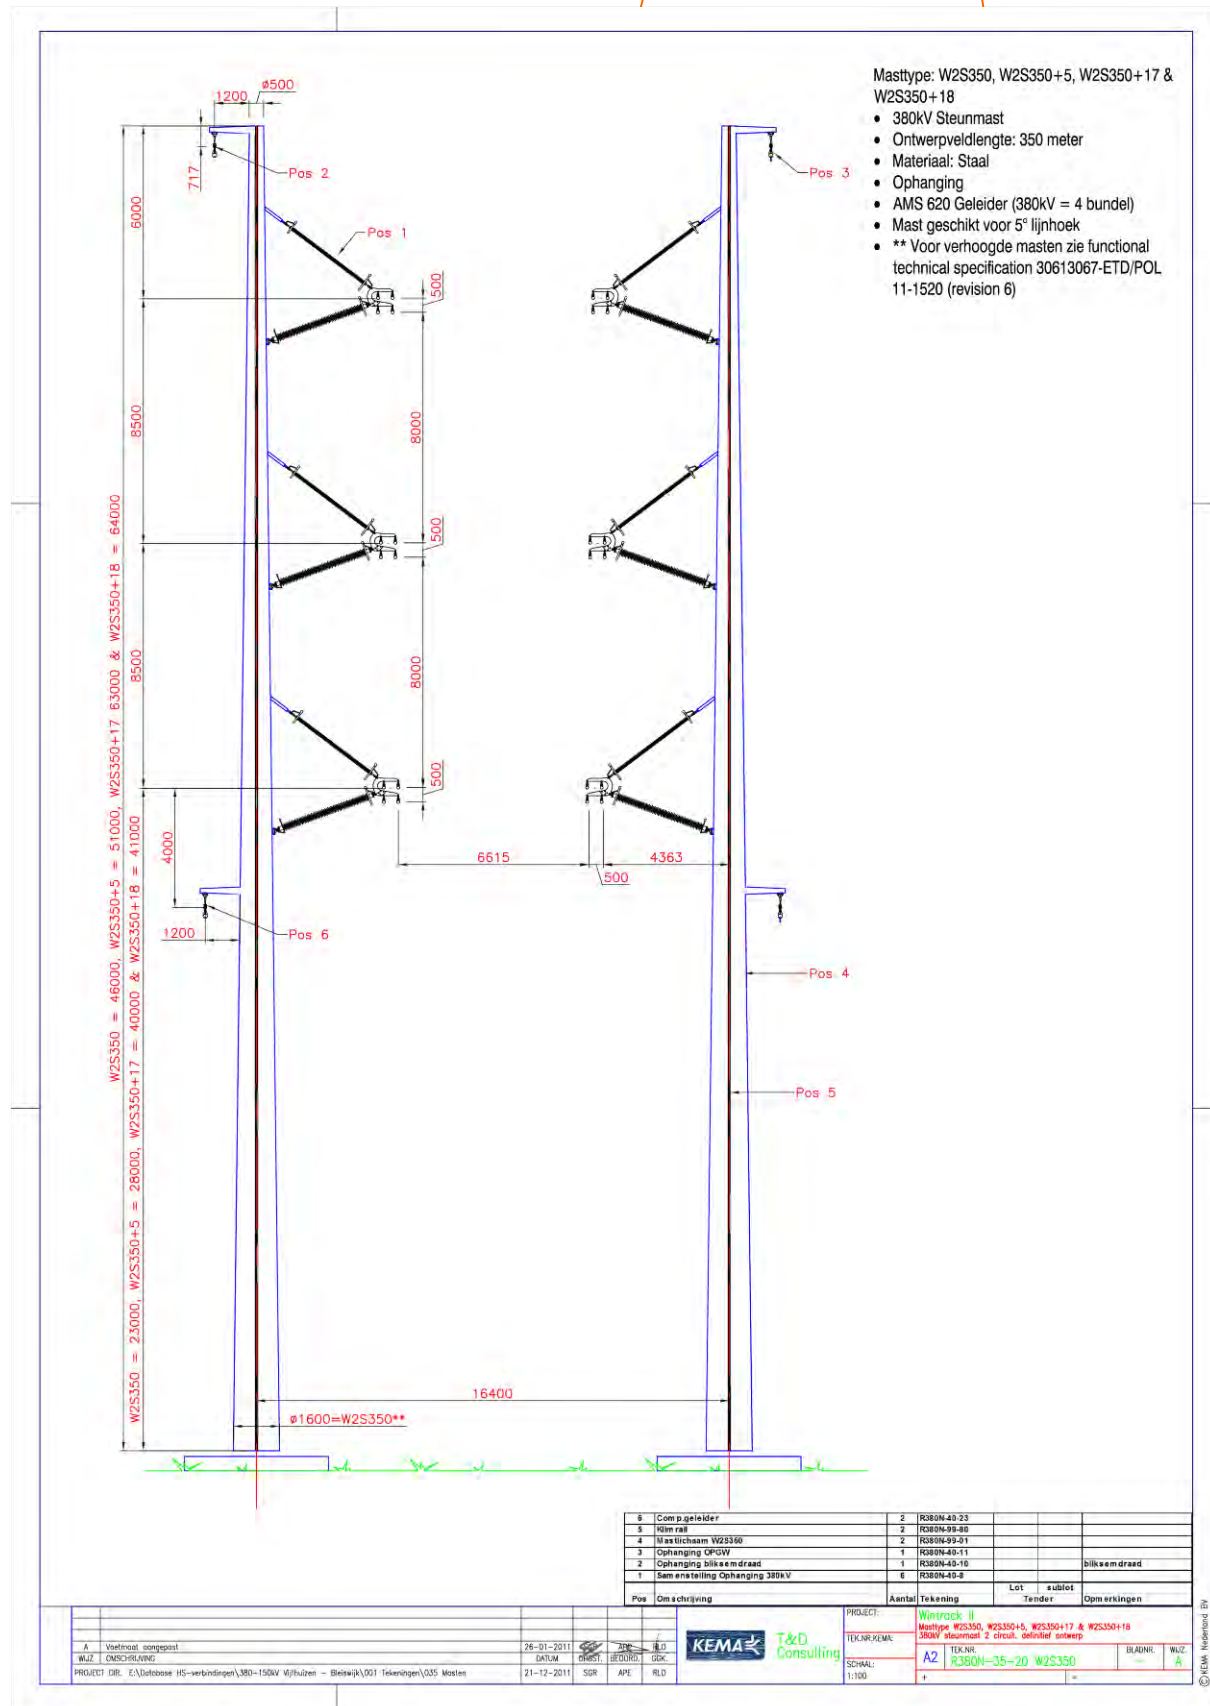 Masttype: W2S350, W2S350+5, W2S350+17 &
W2S350+18
• 380kV Steunmast
• Ontwerpveldlengte: 350 meter
• Materiaal: Staal
• Ophanging
• AMS 620 Geleider (380kV = 4 bundel)
• Mast geschikt voor 5° lijnhoek
• ** Voor verhoogde masten zie functional
technical specification 30613067-ETD/POL
11-1520 (revision 6)
ø500
1200
717
6000
Pos 2
Pos 3
Pos 1
500
8500
8000
500
8500
8000
500
4000
6615
4363
500
1200
Pos 6
Pos 4
Pos 5
W2S350 = 46000, W2S350+5 = 51000, W2S350+17 63000 & W2S350+18 = 64000
W2S350 = 23000, W2S350+5 = 28000, W2S350+17 = 40000 & W2S350+18 = 41000
16400
ø1600=W2S350**
6 Comp.geleider 2 R380N-40-23
5 Klimrail 2 R380N-99-80
4 Mastlichaam W2S350 2 R380N-99-01
3 Ophanging OPGW 1 R380N-40-11
2 Ophanging bliksemdraad 1 R380N-40-10 bliksemdraad
1 Samenstelling Ophanging 380kV 6 R380N-40-8
Lot sublot
Pos Omschrijving Aantal Tekening Tender Opmerkingen
A Voetmaat aangepast 26-01-2011 APE RLD
WIJZ OMSCHRIJVING DATUM OPGST. BEOORD. GOK.
PROJECT DIR. E:\Database HS-verbindingen\380-150kV Vijfhuizen - Bleiswijk\001 Tekeningen\035 Masten 21-12-2011 SGR APE RLD
KEMA
T&D
Consulting
PROJECT: Wintrack II
Masttype W2S350, W2S350+5, W2S350+17 & W2S350+18
TEK.NR.KEMA: 380kV steunmast 2 circuit. definitief ontwerp
SCHAAL: 1:100
A2
TEK.NR. R380N-35-20 W2S350
BLADNR. -
WIJZ. A
+ =
© KEMA Nederland BV